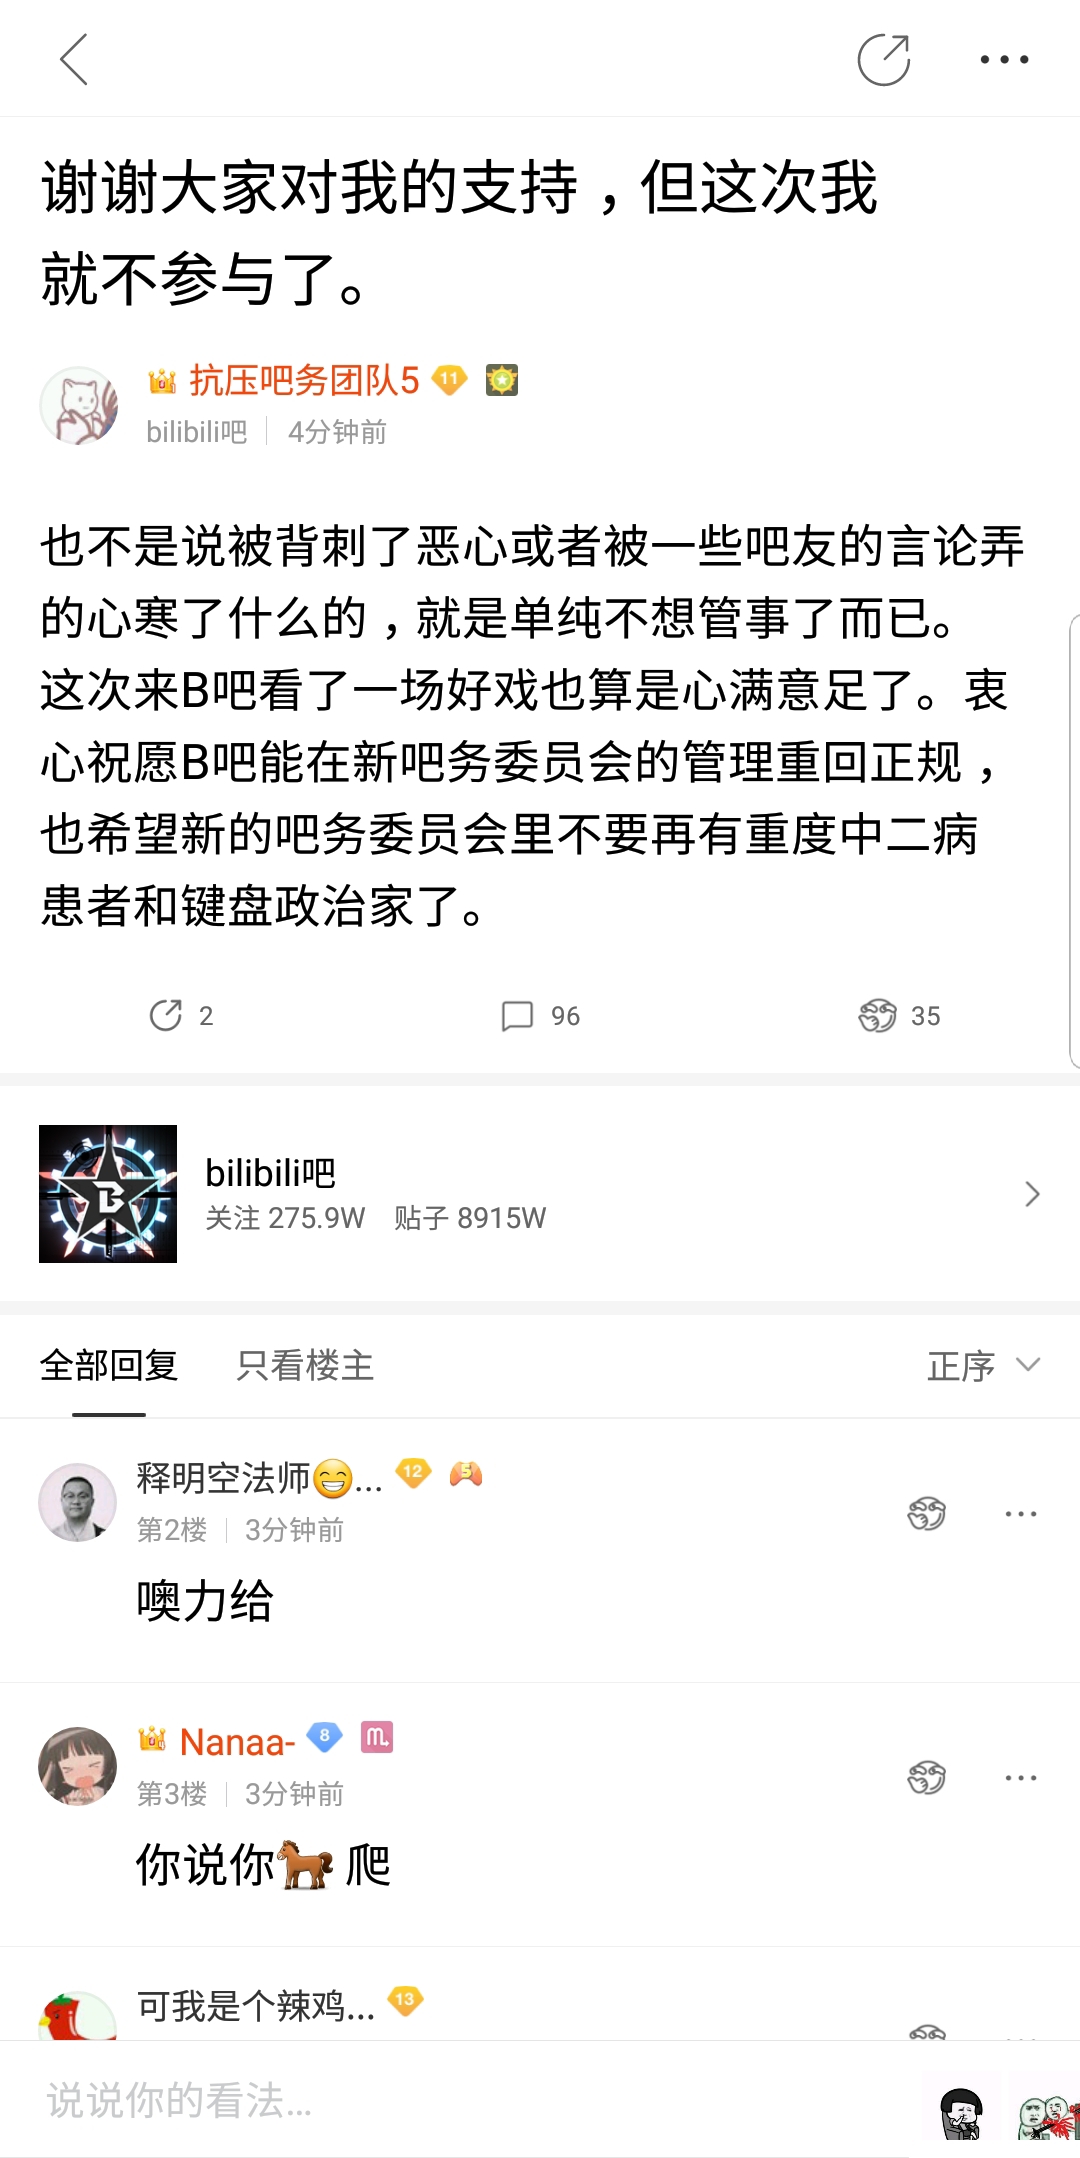 谢谢大家对我的支持，但这次我
就不参与了。
抗压吧务团队5 11
bilibili吧 4分钟前
也不是说被背刺了恶心或者被一些吧友的言论弄
的心寒了什么的，就是单纯不想管事了而已。
这次来B吧看了一场好戏也算是心满意足了。衷
心祝愿B吧能在新吧务委员会的管理重回正规，
也希望新的吧务委员会里不要再有重度中二病
患者和键盘政治家了。
2 96 35
B
bilibili吧
关注 275.9W 贴子 8915W
全部回复 只看楼主 正序
释明空法师😁... 12 5
第2楼 3分钟前
噢力给
Nanaa- 8
第3楼 3分钟前
你说你🐎爬
可我是个辣鸡... 13
说说你的看法...